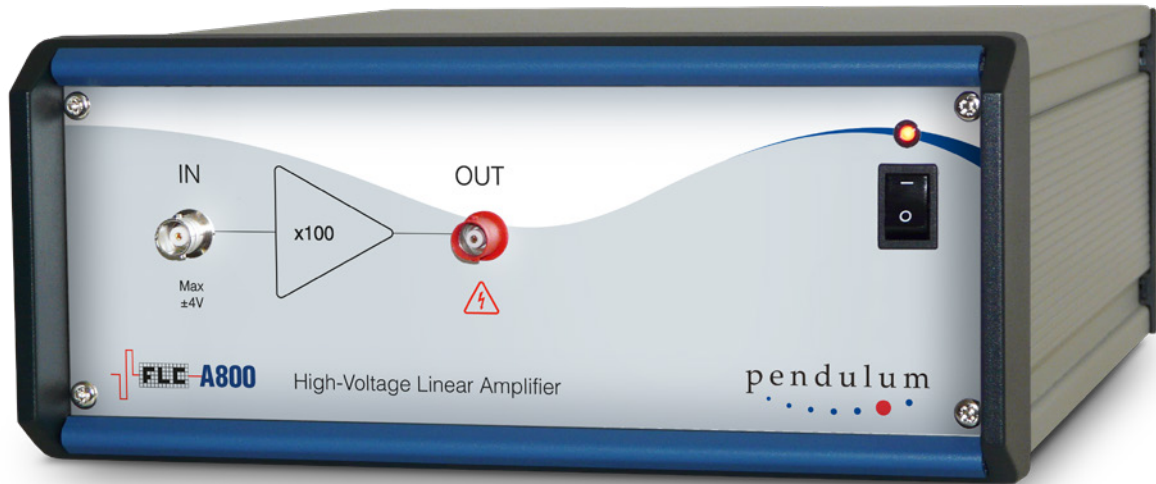 IN
OUT
x100
Max
±4V
FLC A800
High-Voltage Linear Amplifier
pendulum